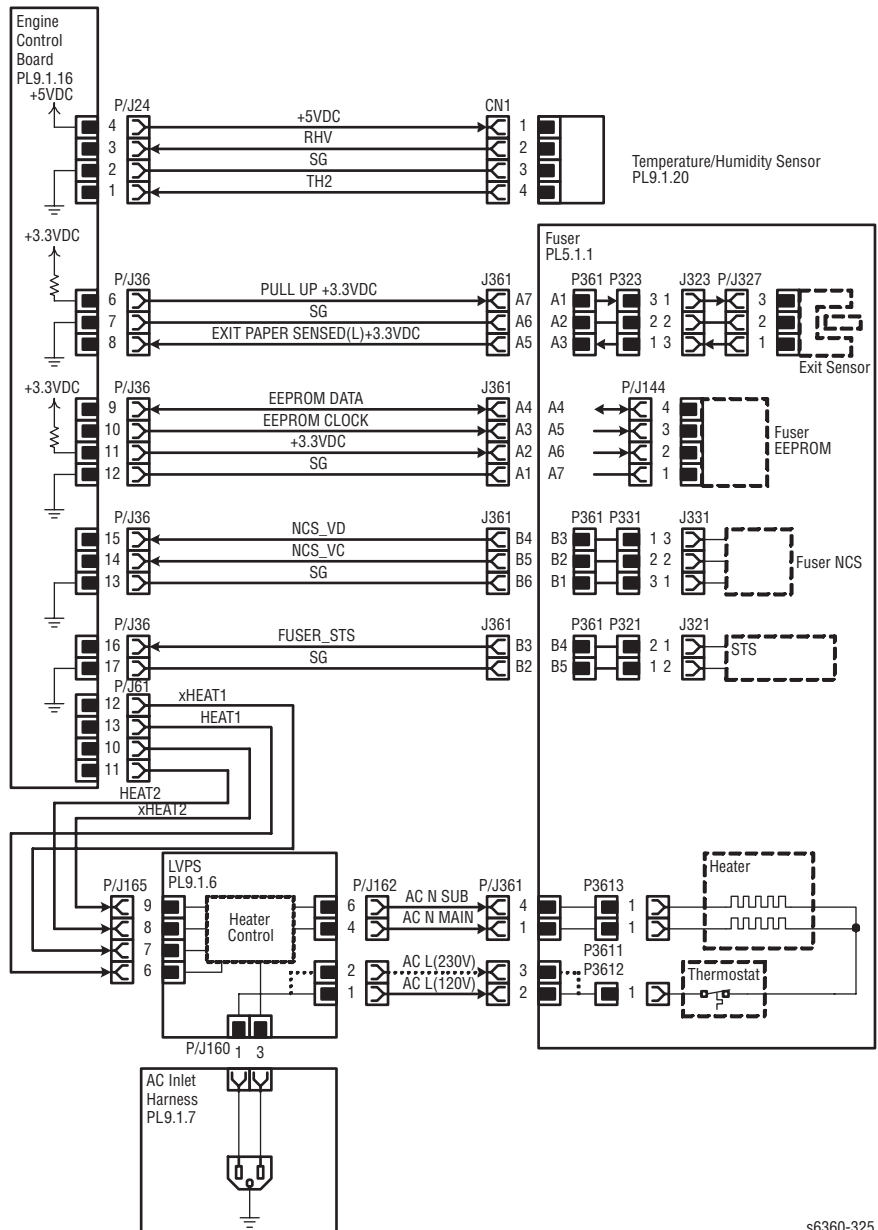 Engine
Control
Board
PL9.1.16
+5VDC
P/J24
CN1
4 +5VDC 1
3 RHV 2
2 SG 3
1 TH2 4
Temperature/Humidity Sensor
PL9.1.20
+3.3VDC
Fuser
PL5.1.1
P/J36 J361 P361 P323 J323 P/J327
6 PULL UP +3.3VDC A7 A1 3 1 3
7 SG A6 A2 2 2 2
8 EXIT PAPER SENSED(L)+3.3VDC A5 A3 1 3 1
Exit Sensor
+3.3VDC
P/J36 J361 P/J144
9 EEPROM DATA A4 A4 4
10 EEPROM CLOCK A3 A5 3
11 +3.3VDC A2 A6 2
12 SG A1 A7 1
Fuser
EEPROM
P/J36 J361 P361 P331 J331
15 NCS_VD B4 B3 1 3
14 NCS_VC B5 B2 2 2
13 SG B6 B1 3 1
Fuser NCS
P/J36 J361 P361 P321 J321
16 FUSER_STS B3 B4 2 1
17 SG B2 B5 1 2
STS
P/J61
12 xHEAT1
13 HEAT1
10
11
HEAT2
xHEAT2
LVPS
PL9.1.6
Heater
Control
P/J165
9
8
7
6
P/J162 P/J361 P3613
6 AC N SUB 4 1
4 AC N MAIN 1 1
Heater
P3611
P3612
2 AC L(230V) 3
1 AC L(120V) 2 1
Thermostat
P/J160 1 3
AC Inlet
Harness
PL9.1.7
s6360-325